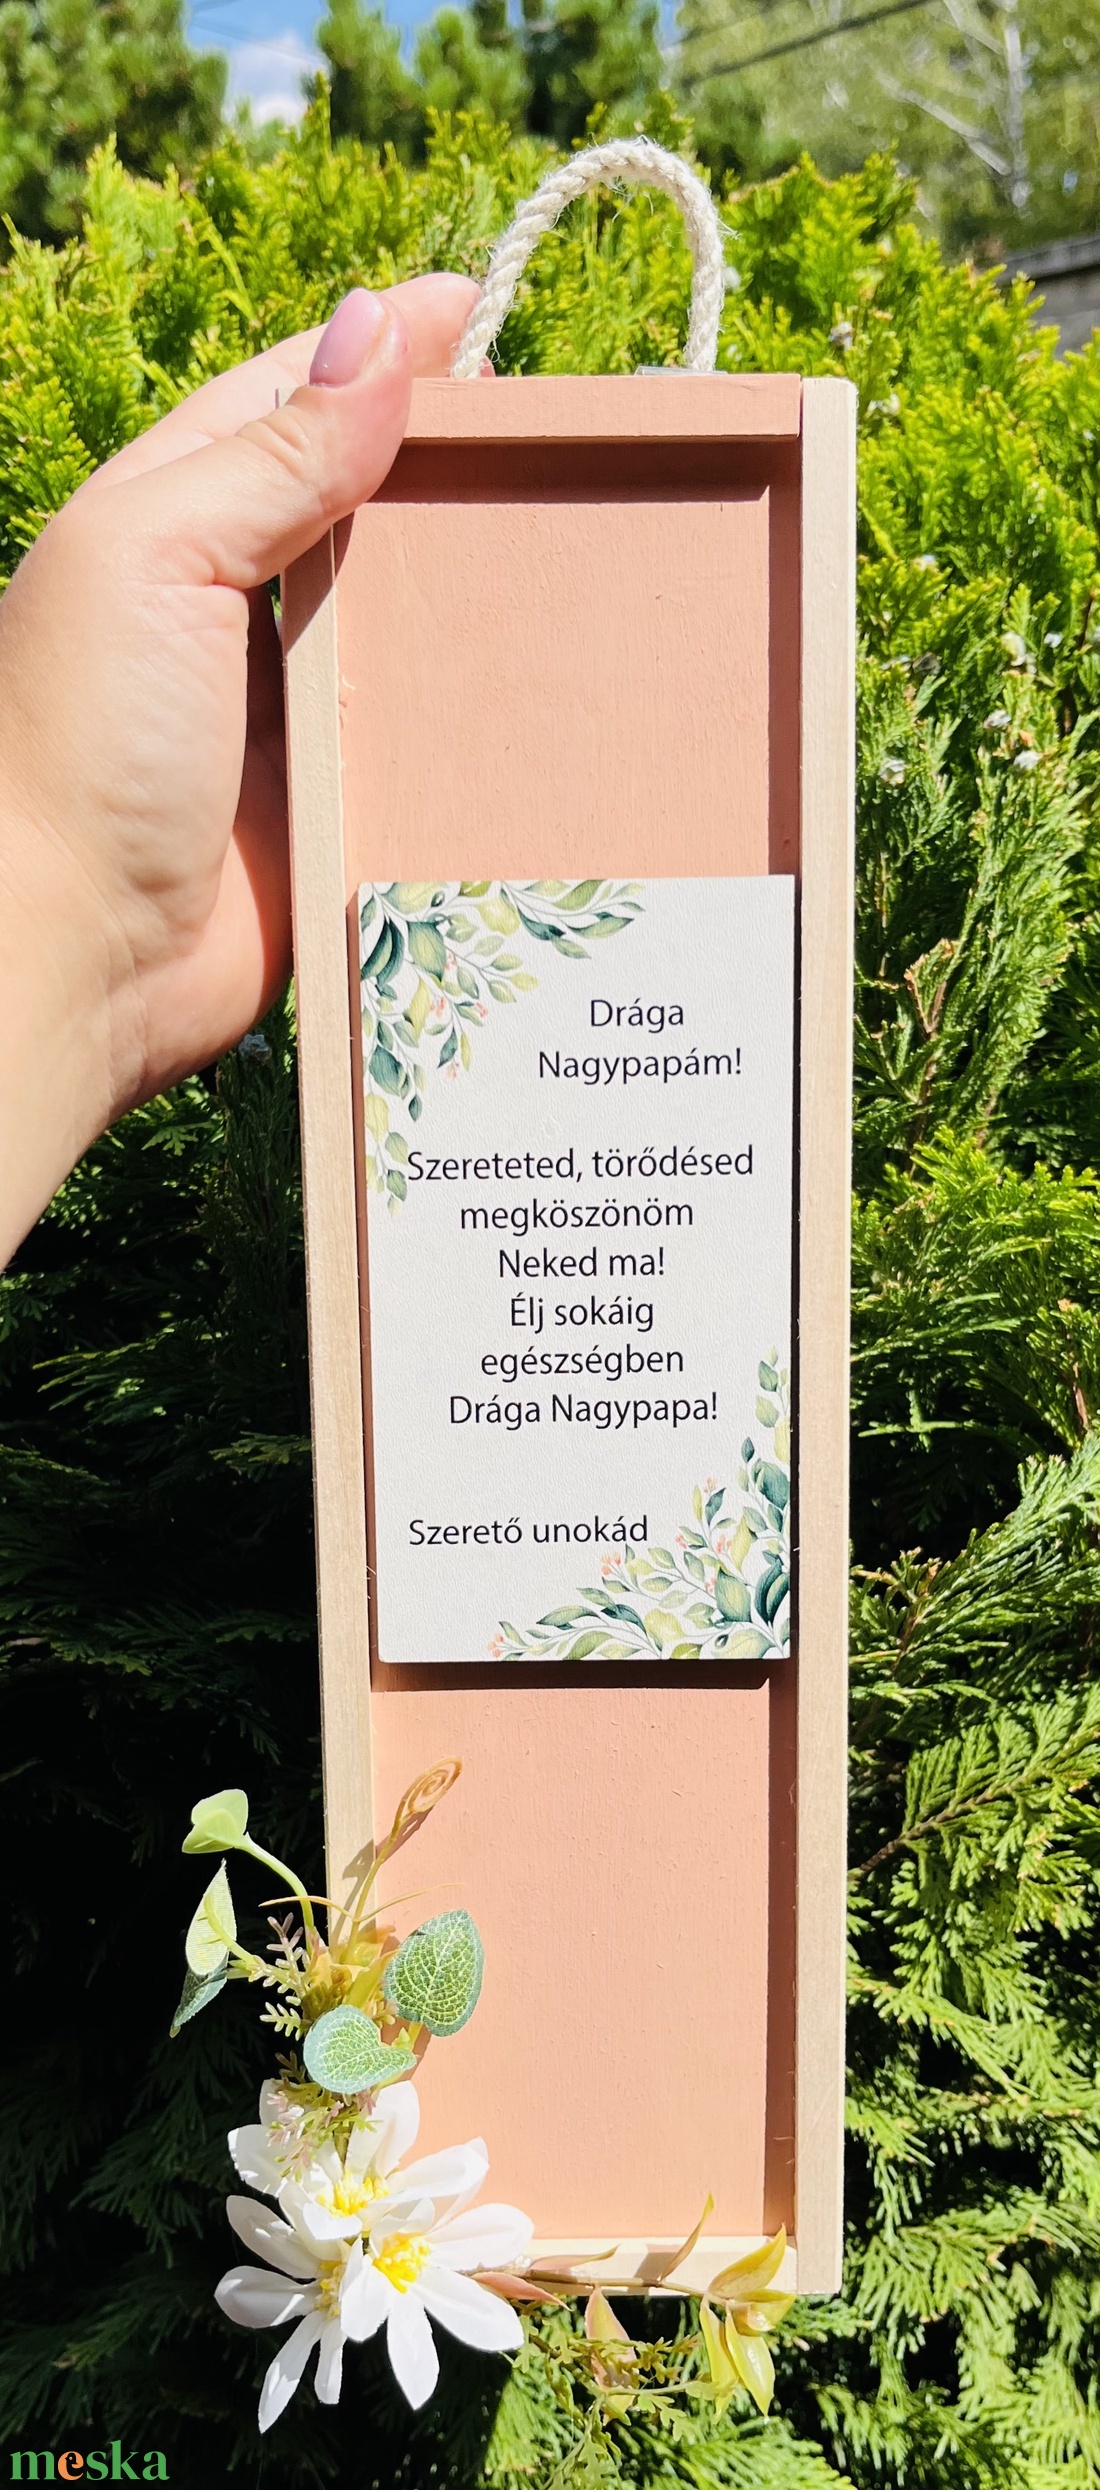 Drága
Nagypapám!
Szereteted, törődésed
megköszönöm
Neked ma!
Élj sokáig
egészségben
Drága Nagypapa!
Szerető unokád
meska